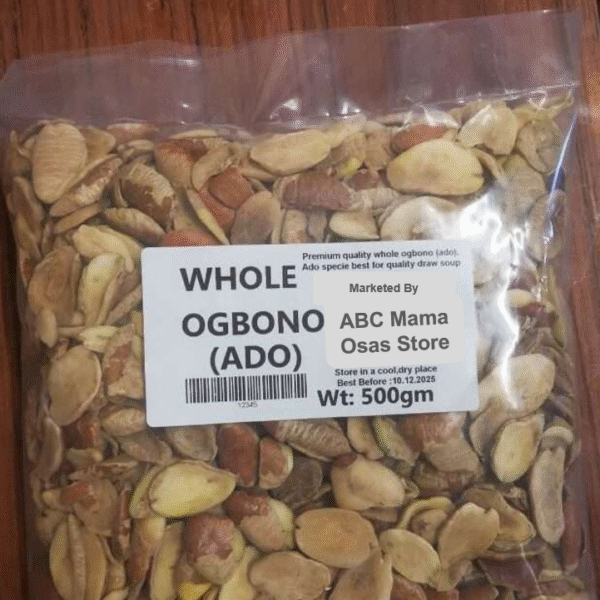 Premium quality whole ogbono (ado).
Ado specie best for quality draw soup
WHOLE
OGBONO
(ADO)
Marketed By
ABC Mama
Osas Store
Store in a cool,dry place
Best Before :10.12.2025
Wt: 500gm
12345